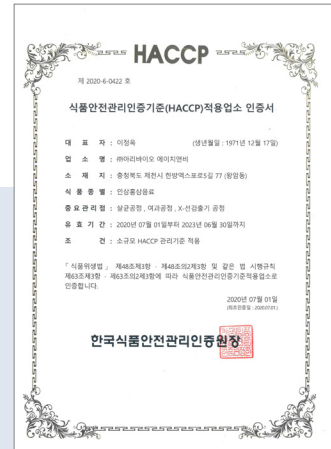 HACCP
제 2020-6-0422 호
식품안전관리인증기준(HACCP)적용업소 인증서
대 표 자 : 이정욱 (생년월일 : 1971년 12월 17일)
업 소 명 : ㈜아리바이오 에이치앤비
소 재 지 : 충청북도 제천시 한방엑스포로5길 77 (왕암동)
식 품 종 별 : 인삼홍삼음료
중요관리점 : 살균공정 , 여과공정 , X-선검출기 공정
유 효 기 간 : 2020년 07월 01일부터 2023년 06월 30일까지
조 건 : 소규모 HACCP 관리기준 적용
「식품위생법」 제48조제3항 · 제48조의2제3항 및 같은 법 시행규칙
제63조제3항 · 제63조의2제3항에 따라 식품안전관리인증기준적용업소로
인증합니다.
2020년 07월 01일
(최초인증일 : 2020.07.01.)
한국식품안전관리인증원장